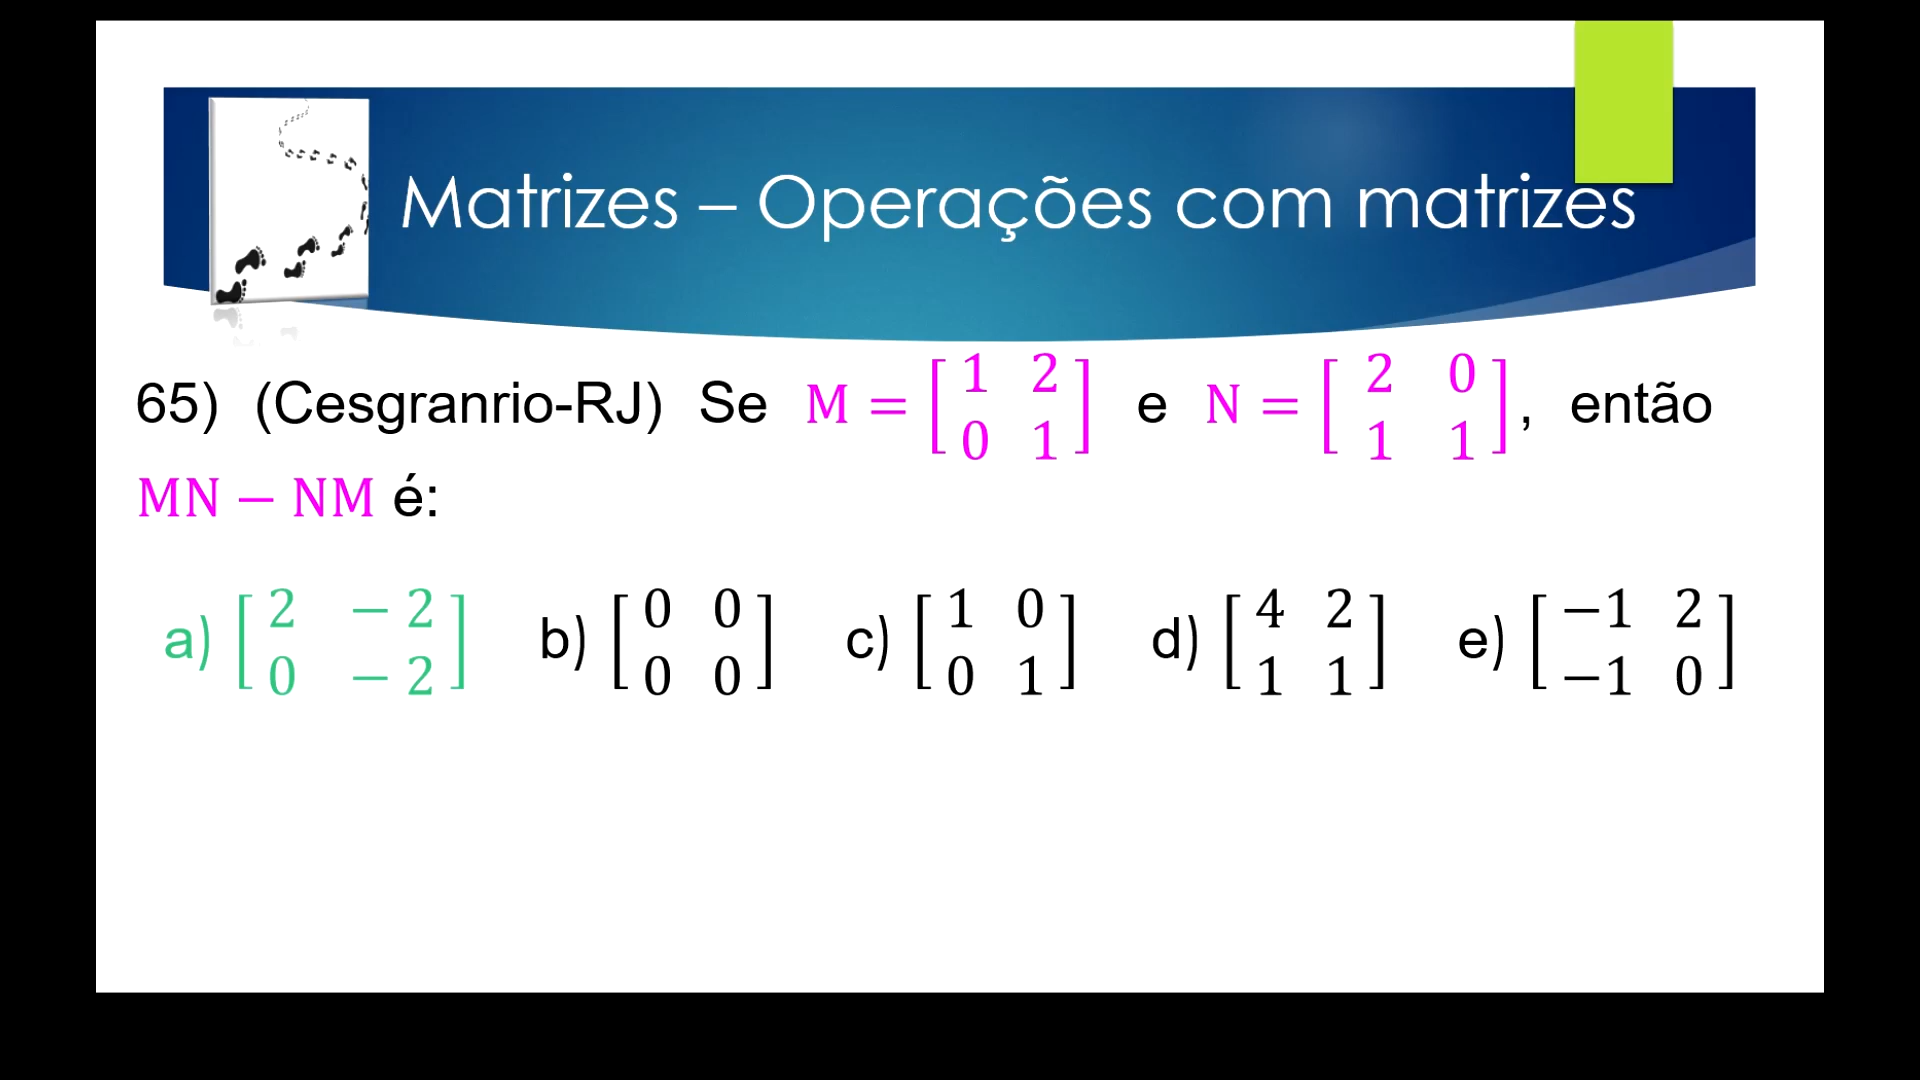 Matrizes – Operações com matrizes
65) (Cesgranrio-RJ) Se M = [1 2; 0 1] e N = [2 0; 1 1], então
MN − NM é:
a) [2 −2; 0 −2] b) [0 0; 0 0] c) [1 0; 0 1] d) [4 2; 1 1] e) [−1 2; −1 0]